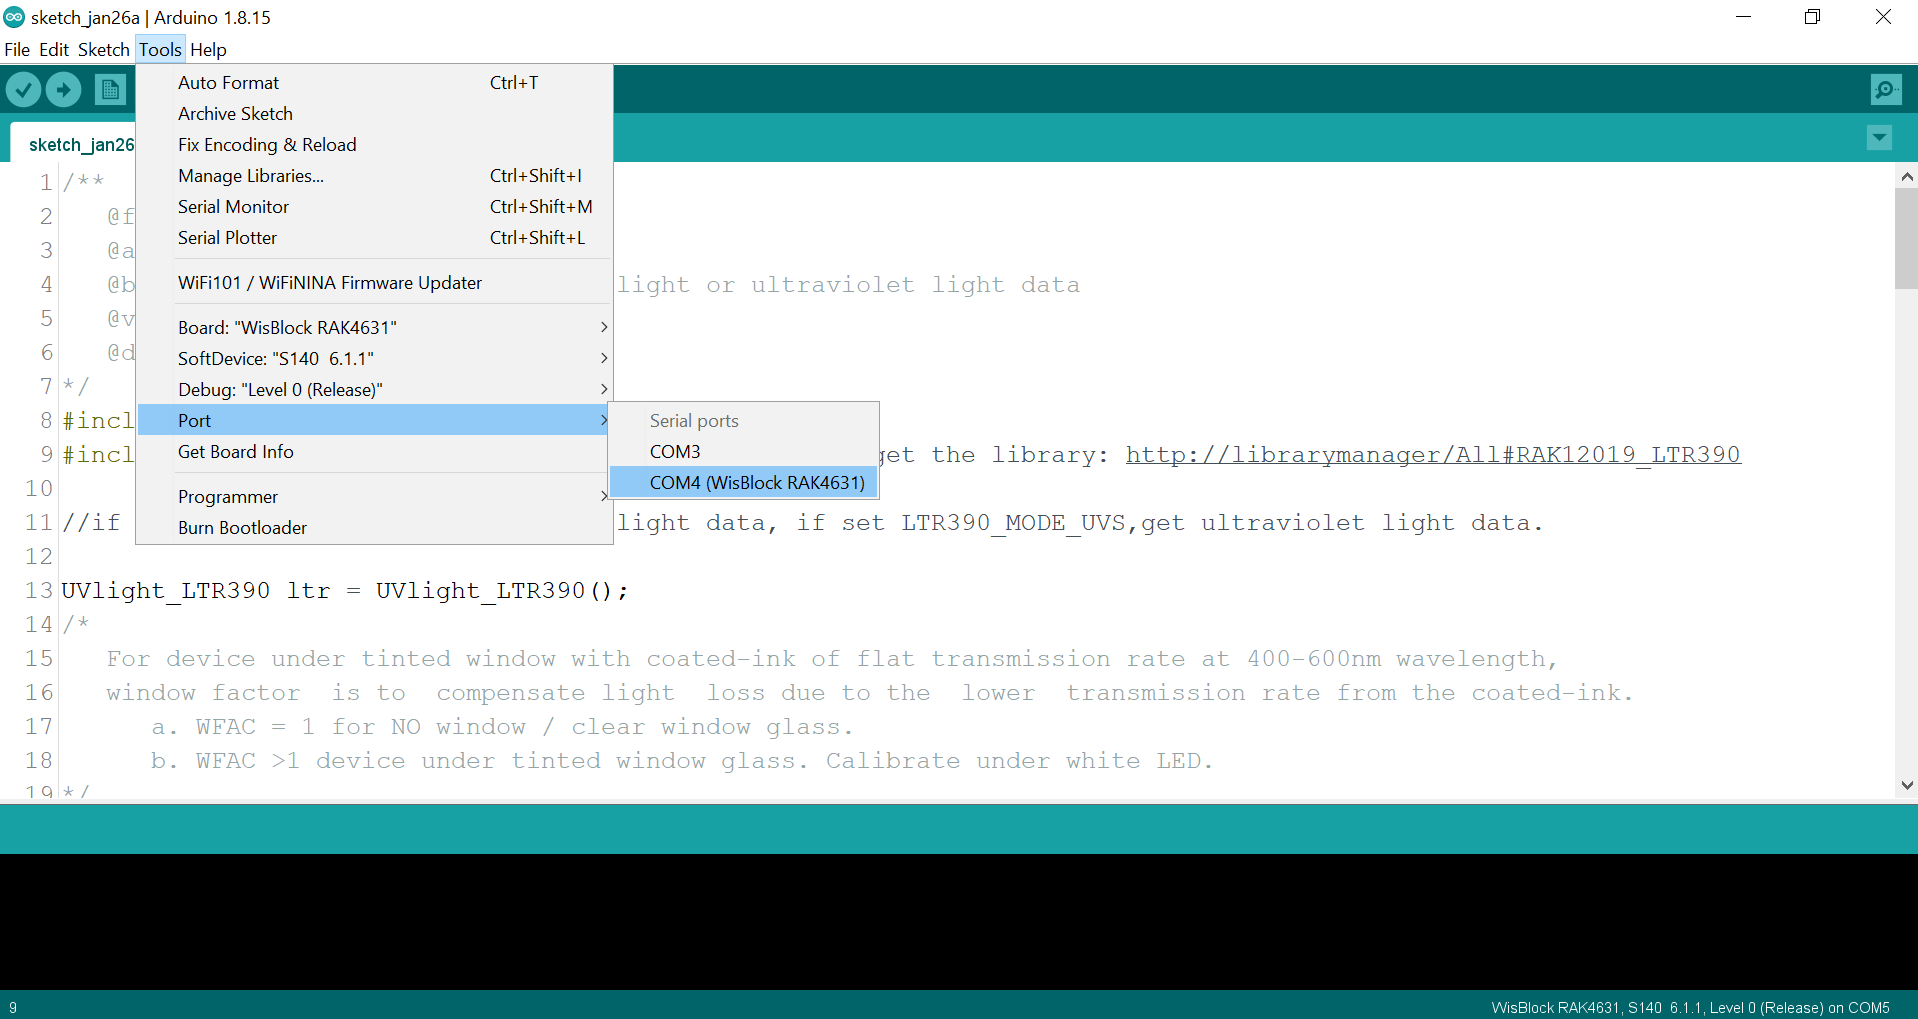 sketch_jan26a | Arduino 1.8.15
File Edit Sketch Tools Help
Auto Format Ctrl+T
Archive Sketch
Fix Encoding & Reload
Manage Libraries... Ctrl+Shift+I
Serial Monitor Ctrl+Shift+M
Serial Plotter Ctrl+Shift+L
WiFi101 / WiFiNINA Firmware Updater
Board: "WisBlock RAK4631"
SoftDevice: "S140 6.1.1"
Debug: "Level 0 (Release)"
Port
Get Board Info
Programmer
Burn Bootloader
Serial ports
COM3
COM4 (WisBlock RAK4631)
sketch_jan26
1 /**
2 @f
3 @a
4 @b light or ultraviolet light data
5 @v
6 @d
7 */
8 #incl
9 #incl get the library: http://librarymanager/All#RAK12019_LTR390
10
11 //if light data, if set LTR390_MODE_UVS,get ultraviolet light data.
12
13 UVlight_LTR390 ltr = UVlight_LTR390();
14 /*
15 For device under tinted window with coated-ink of flat transmission rate at 400-600nm wavelength,
16 window factor is to compensate light loss due to the lower transmission rate from the coated-ink.
17 a. WFAC = 1 for NO window / clear window glass.
18 b. WFAC >1 device under tinted window glass. Calibrate under white LED.
19 */
9
WisBlock RAK4631, S140 6.1.1, Level 0 (Release) on COM5